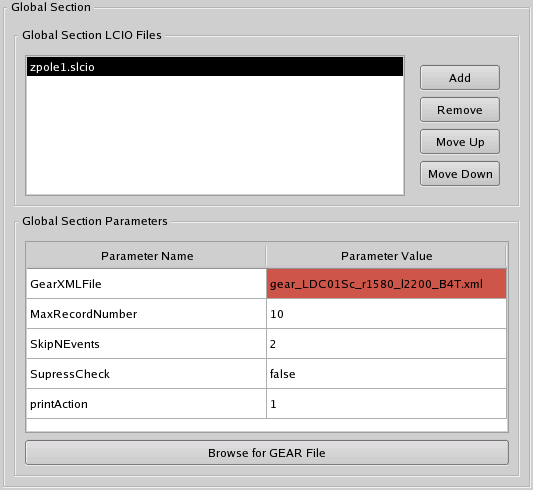 Global Section
Global Section LCIO Files
zpole1.slcio
Add
Remove
Move Up
Move Down
Global Section Parameters
Parameter Name Parameter Value
GearXMLFile gear_LDC01Sc_r1580_l2200_B4T.xml
MaxRecordNumber 10
SkipNEvents 2
SupressCheck false
printAction 1
Browse for GEAR File